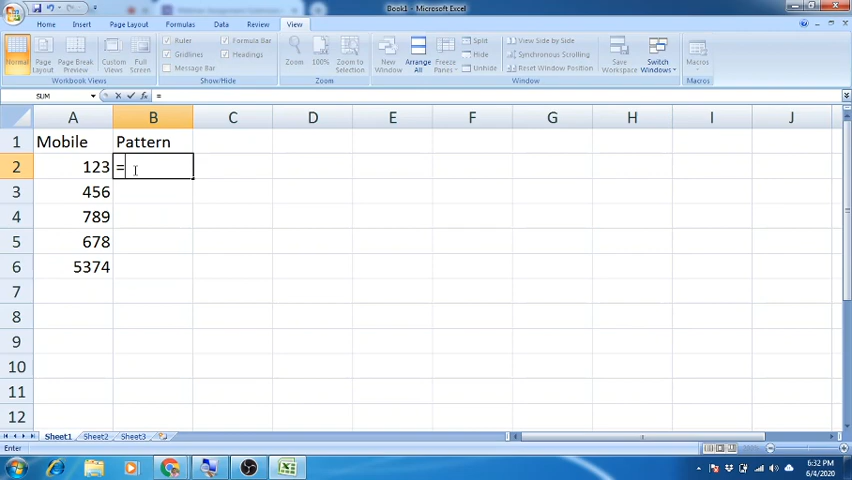 Book1 - Microsoft Excel
Home Insert Page Layout Formulas Data Review View
Normal Page Layout Page Break Preview Custom Views Full Screen
Ruler Formula Bar
Gridlines Headings
Message Bar
Zoom 100% Zoom to Selection
New Window Arrange All Freeze Panes
Split
Hide
Unhide
View Side by Side
Synchronous Scrolling
Reset Window Position
Save Workspace Switch Windows Macros
Workbook Views Show/Hide Zoom Window Macros
SUM fx =
A B C D E F G H I J
1 Mobile Pattern
2 123 =
3 456
4 789
5 678
6 5374
7
8
9
10
11
12
Sheet1 Sheet2 Sheet3
Enter
6:32 PM
6/4/2020